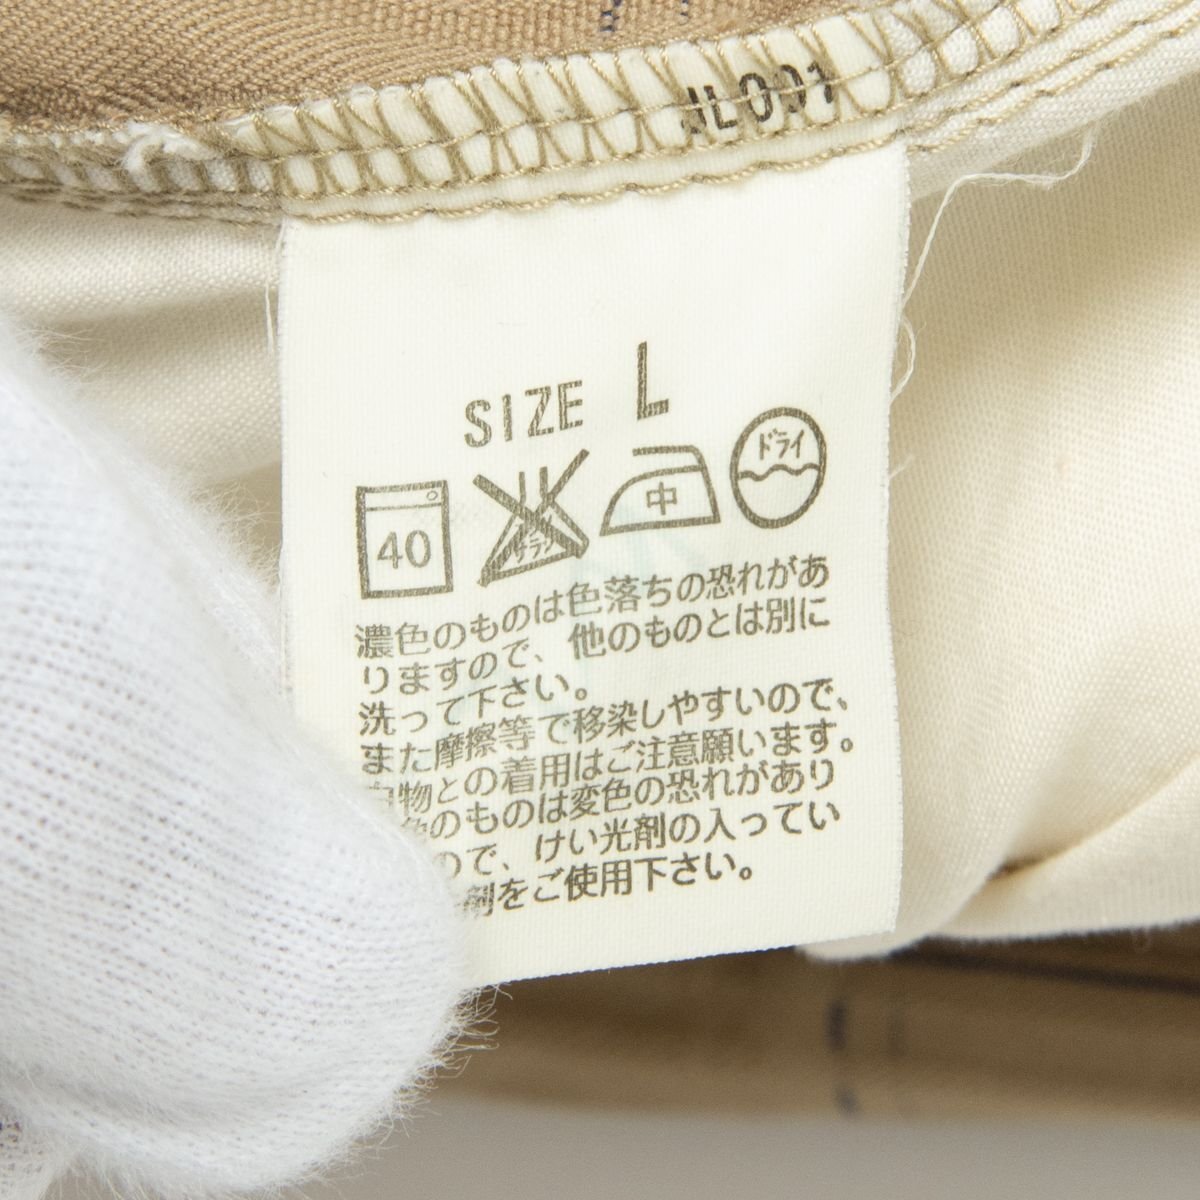 JL001
SIZE L
40 中 ドライ
濃色のものは色落ちの恐れがあ
りますので、他のものとは別に
洗って下さい。
また摩擦等で移染しやすいので、
物との着用はご注意願います。
色のものは変色の恐れがあり
ので、けい光剤の入ってい
剤をご使用下さい。